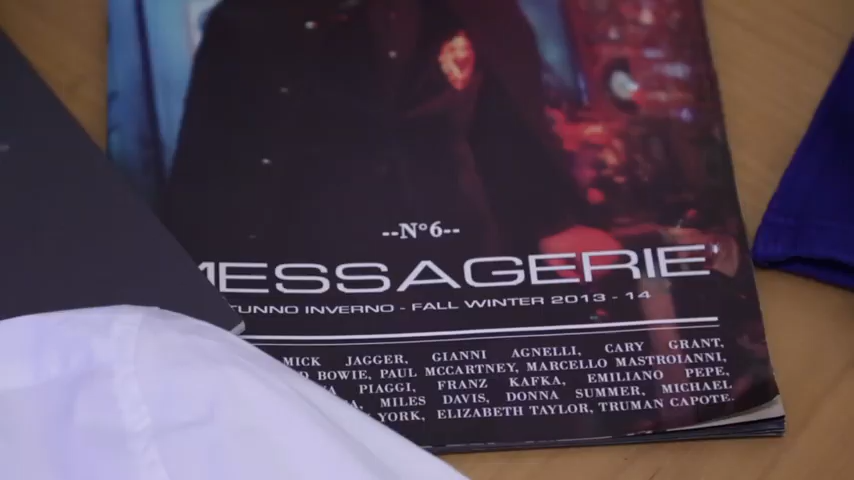 --N°6--
MESSAGERIE
TUNNO INVERNO - FALL WINTER 2013 - 14
MICK JAGGER, GIANNI AGNELLI, CARY GRANT,
BOWIE, PAUL MCCARTNEY, MARCELLO MASTROIANNI,
PIAGGI, FRANZ KAFKA, EMILIANO PEPE,
MILES DAVIS, DONNA SUMMER, MICHAEL
YORK, ELIZABETH TAYLOR, TRUMAN CAPOTE.